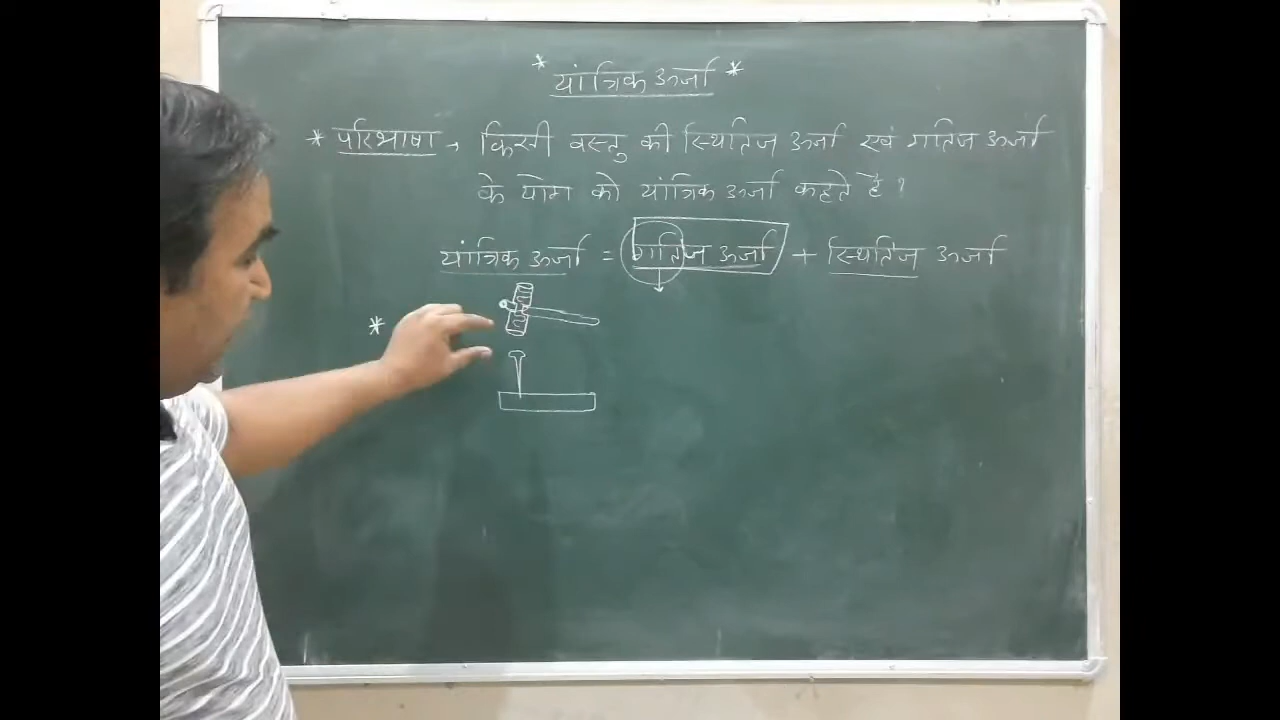 * यांत्रिक ऊर्जा *
* परिभाषा → किसी वस्तु की स्थितिज ऊर्जा एवं गतिज ऊर्जा
के योग को यांत्रिक ऊर्जा कहते है ?
यांत्रिक ऊर्जा = गतिज ऊर्जा + स्थितिज ऊर्जा
*